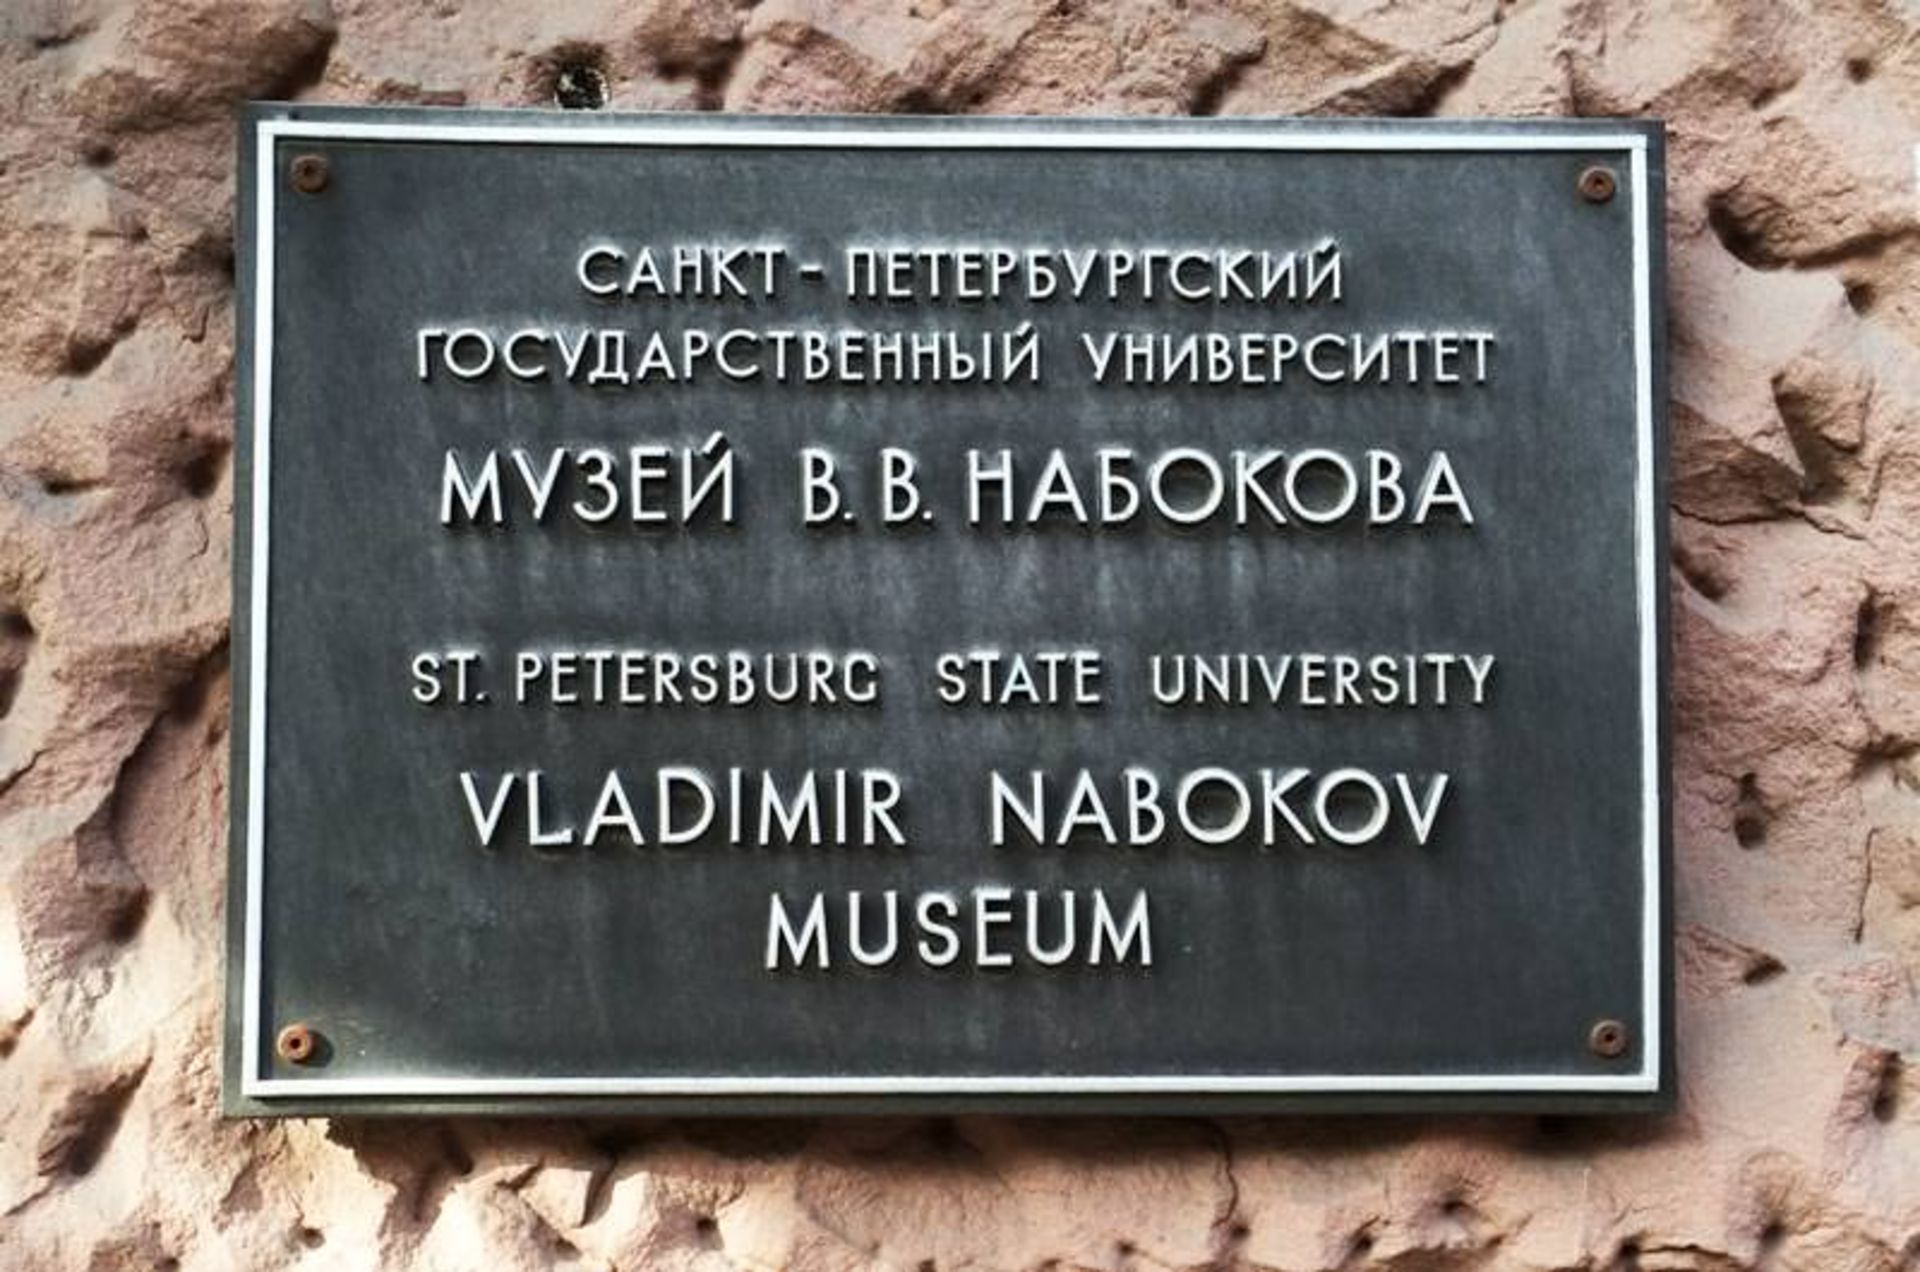 САНКТ - ПЕТЕРБУРГСКИЙ
ГОСУДАРСТВЕННЫЙ УНИВЕРСИТЕТ
МУЗЕЙ В. В. НАБОКОВА
ST. PETERSBURG STATE UNIVERSITY
VLADIMIR NABOKOV
MUSEUM